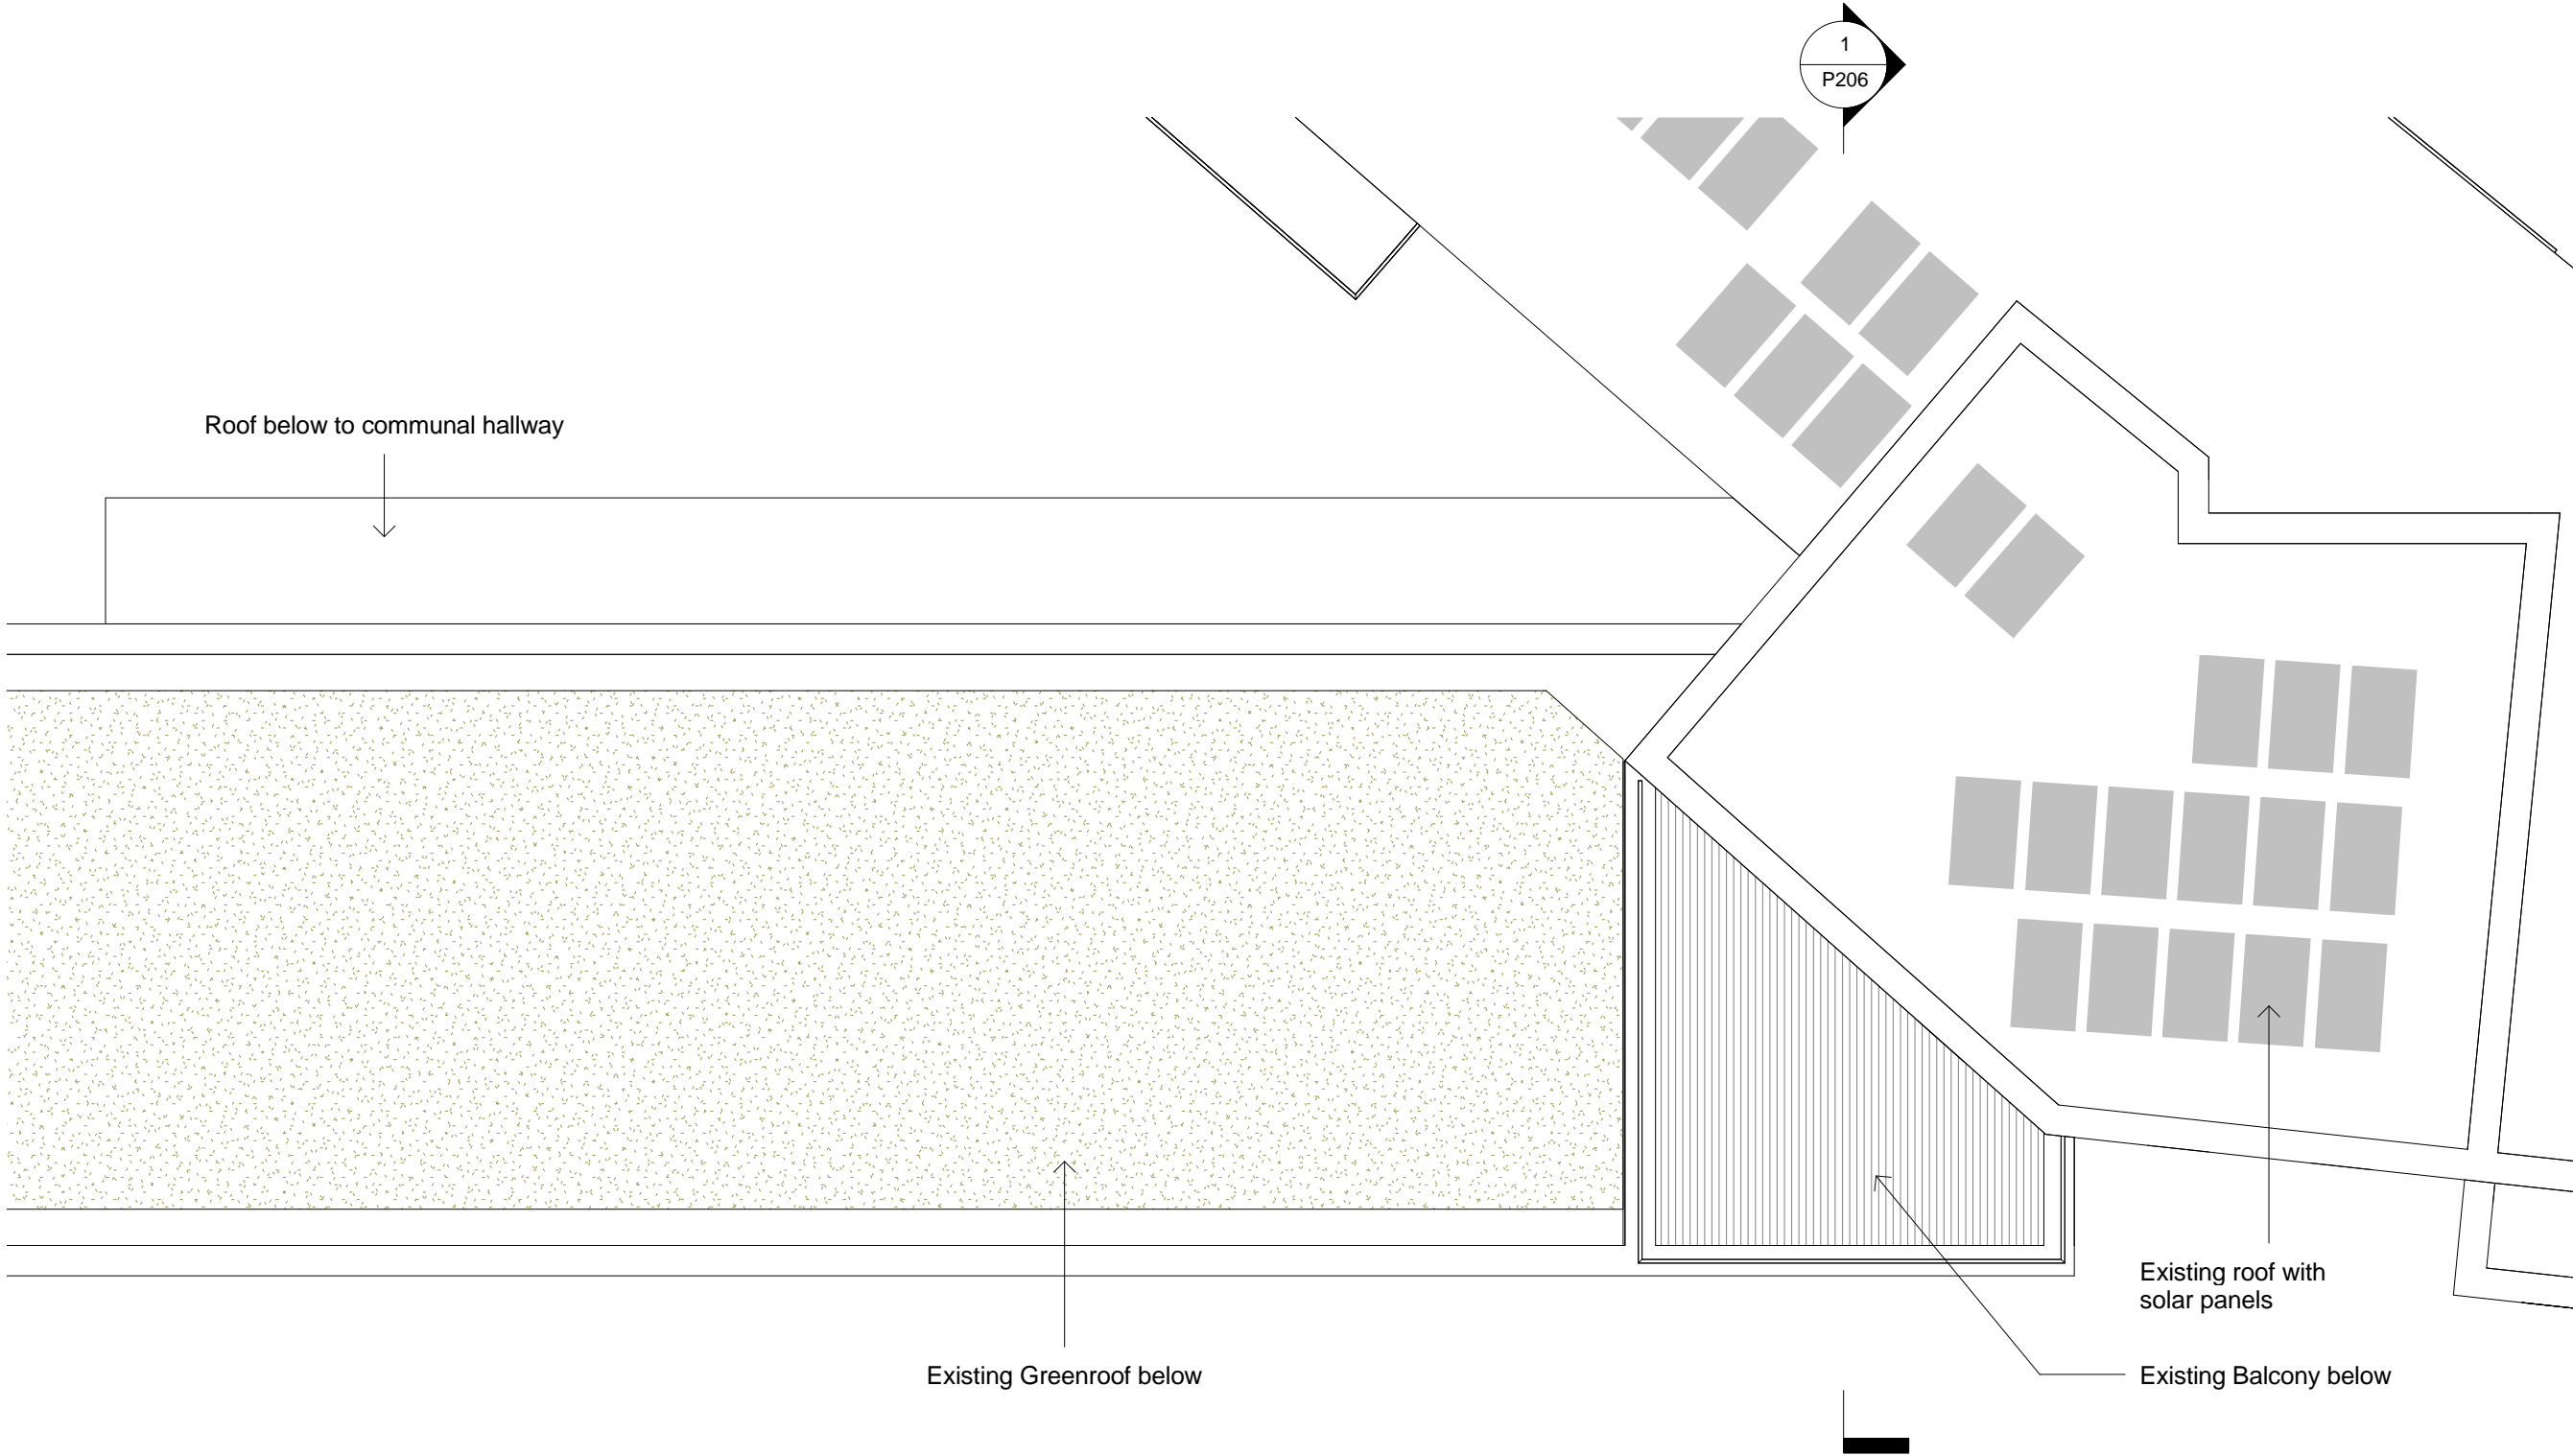 1
P206
Roof below to communal hallway
Existing roof with
solar panels
Existing Greenroof below
Existing Balcony below